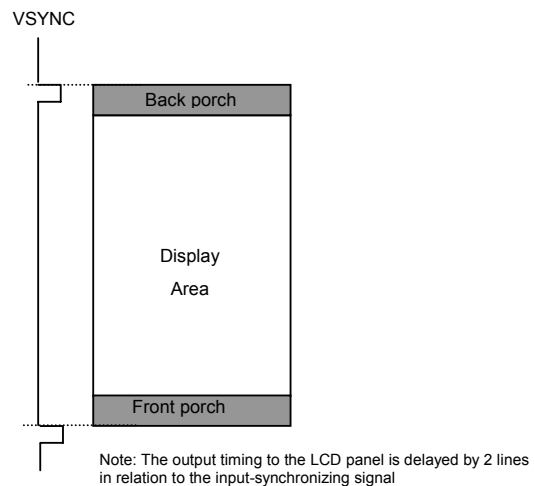 VSYNC
Back porch
Display
Area
Front porch
Note: The output timing to the LCD panel is delayed by 2 lines
in relation to the input-synchronizing signal